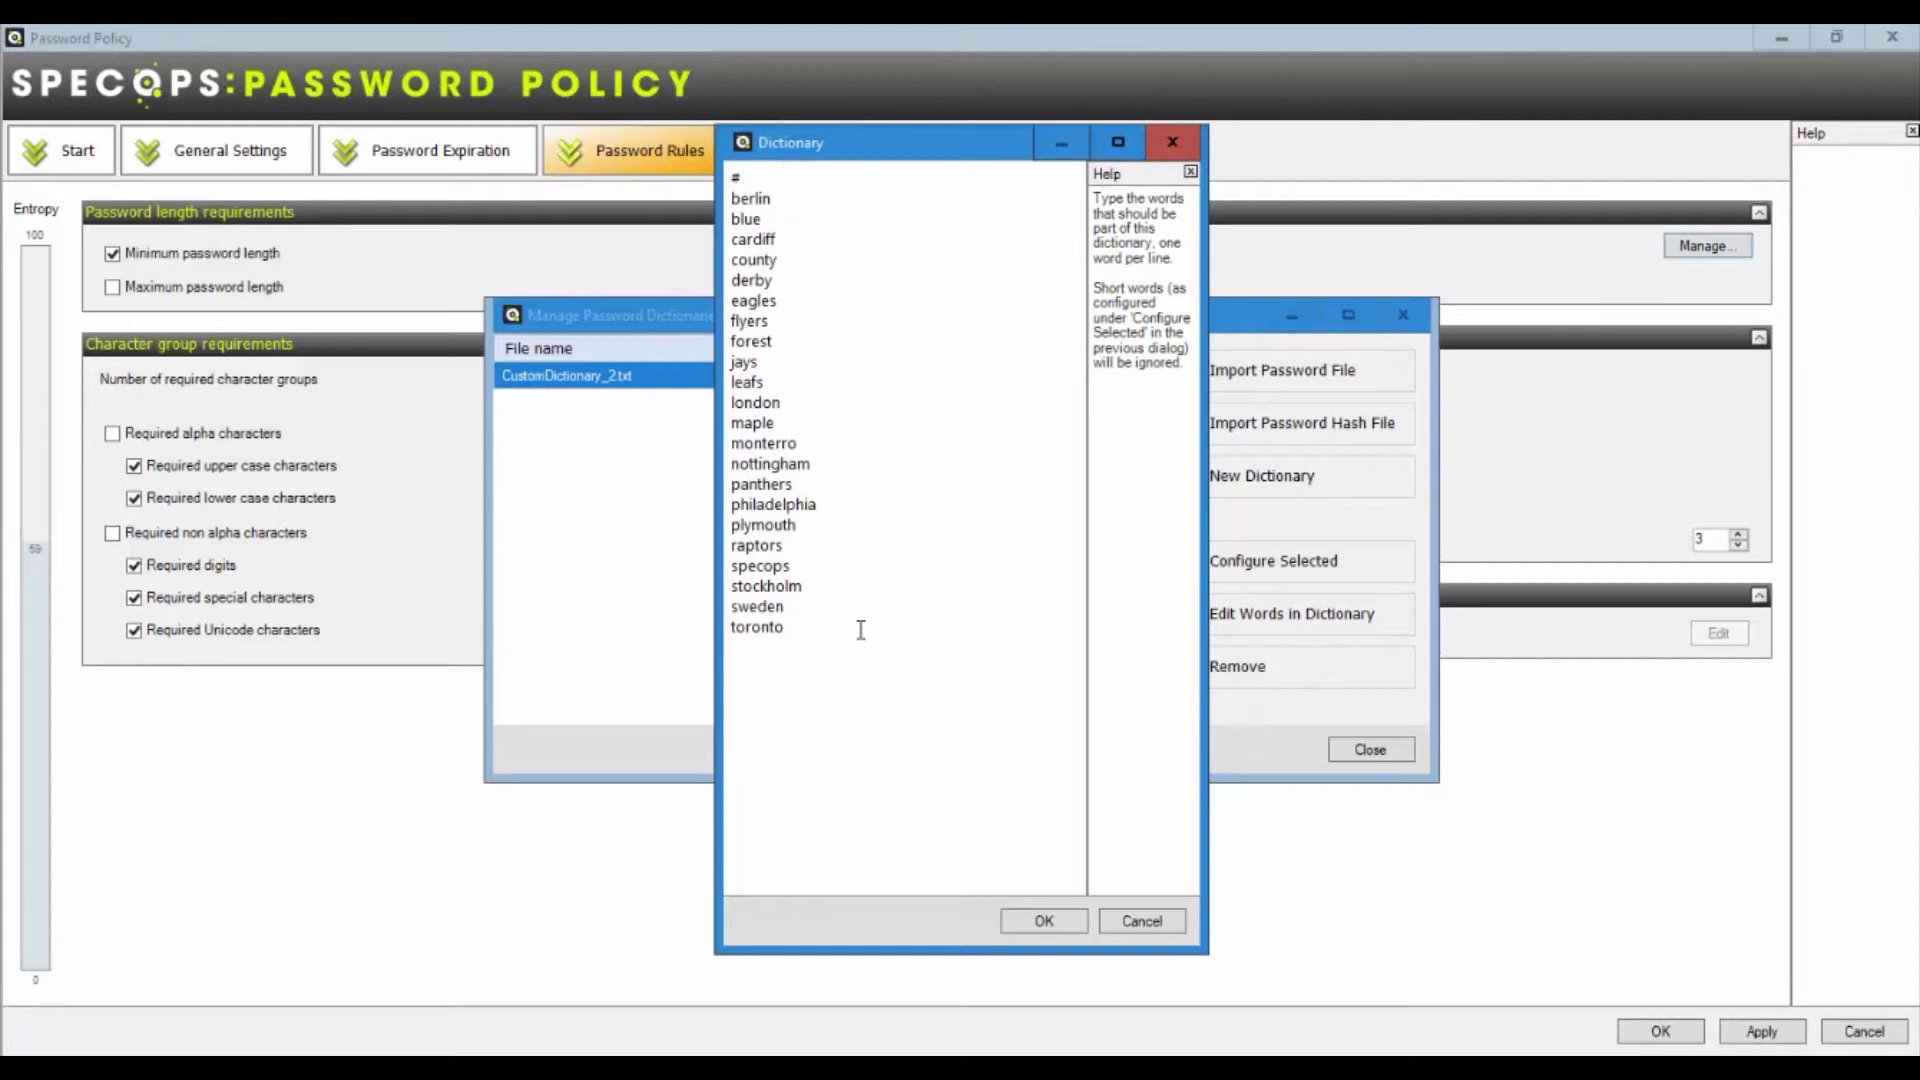 Password Policy
SPECOPS:PASSWORD POLICY
Start
General Settings
Password Expiration
Password Rules
Help
Entropy
100
59
0
Password length requirements
Minimum password length
Maximum password length
Manage...
Character group requirements
Number of required character groups
Required alpha characters
Required upper case characters
Required lower case characters
Required non alpha characters
Required digits
Required special characters
Required Unicode characters
3
Edit
Manage Password Dictionarie
File name
CustomDictionary_2.txt
Import Password File
Import Password Hash File
New Dictionary
Configure Selected
Edit Words in Dictionary
Remove
Close
Dictionary
#
berlin
blue
cardiff
county
derby
eagles
flyers
forest
jays
leafs
london
maple
monterro
nottingham
panthers
philadelphia
plymouth
raptors
specops
stockholm
sweden
toronto
Help
Type the words
that should be
part of this
dictionary, one
word per line.
Short words (as
configured
under 'Configure
Selected' in the
previous dialog)
will be ignored.
OK
Cancel
OK
Apply
Cancel